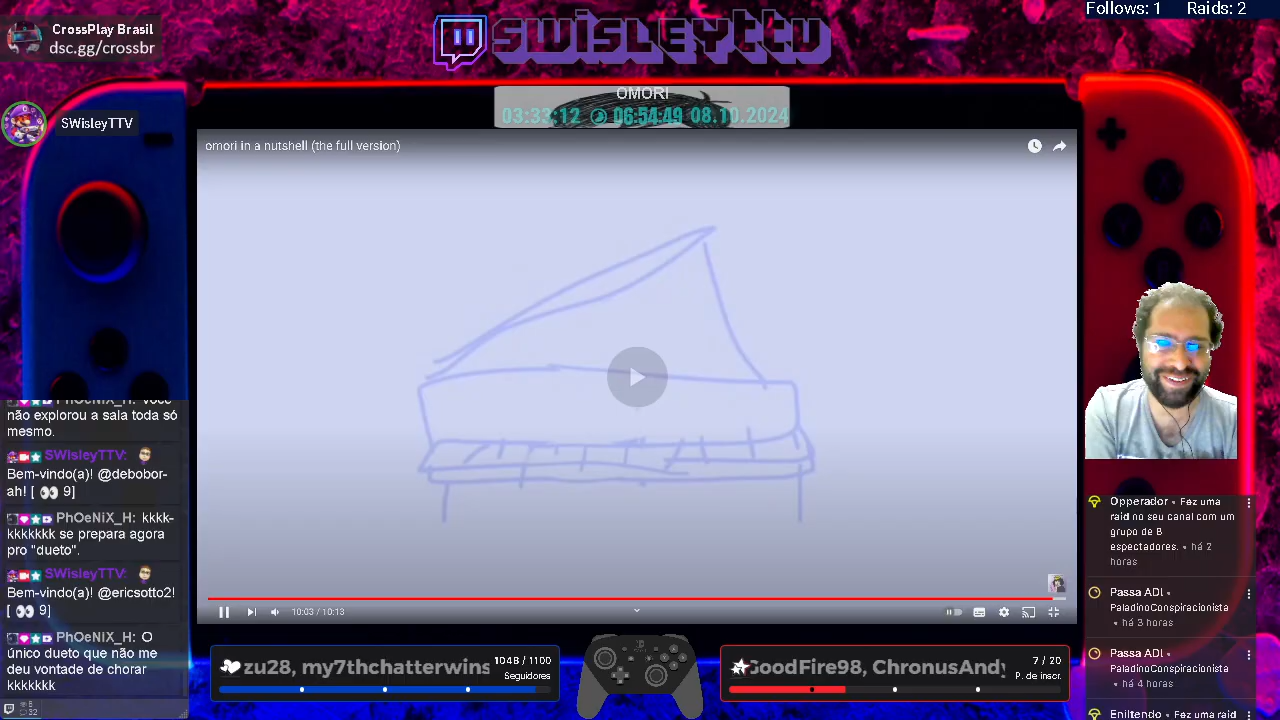 CrossPlay Brasil
dsc.gg/crossbr
SWISLEYTTV
Follows: 1 Raids: 2
SWisleyTTV
OMORI
03:33:12 06:54:49 08.10.2024
omori in a nutshell (the full version)
10:03 / 10:13
não explorou a sala toda só
mesmo.
SWisleyTTV:
Bem-vindo(a)! @debobor-
ah! [ 👀 9]
PhOeNiX_H: kkkk-
kkkkkkk se prepara agora
pro "dueto".
SWisleyTTV:
Bem-vindo(a)! @ericsotto2!
[ 👀 9]
PhOeNiX_H: O
único dueto que não me
deu vontade de chorar
kkkkkkk
32
zu28, my7thchatterwins
1048 / 1100
Seguidores
GoodFire98, ChronusAndy
7 / 20
P. de inscr.
Opperador • Fez uma
raid no seu canal com um
grupo de 8
espectadores. • há 2
horas
Passa ADI •
PaladinoConspiracionista
• há 3 horas
Passa ADI •
PaladinoConspiracionista
• há 4 horas
Eniltendo • Fez uma raid